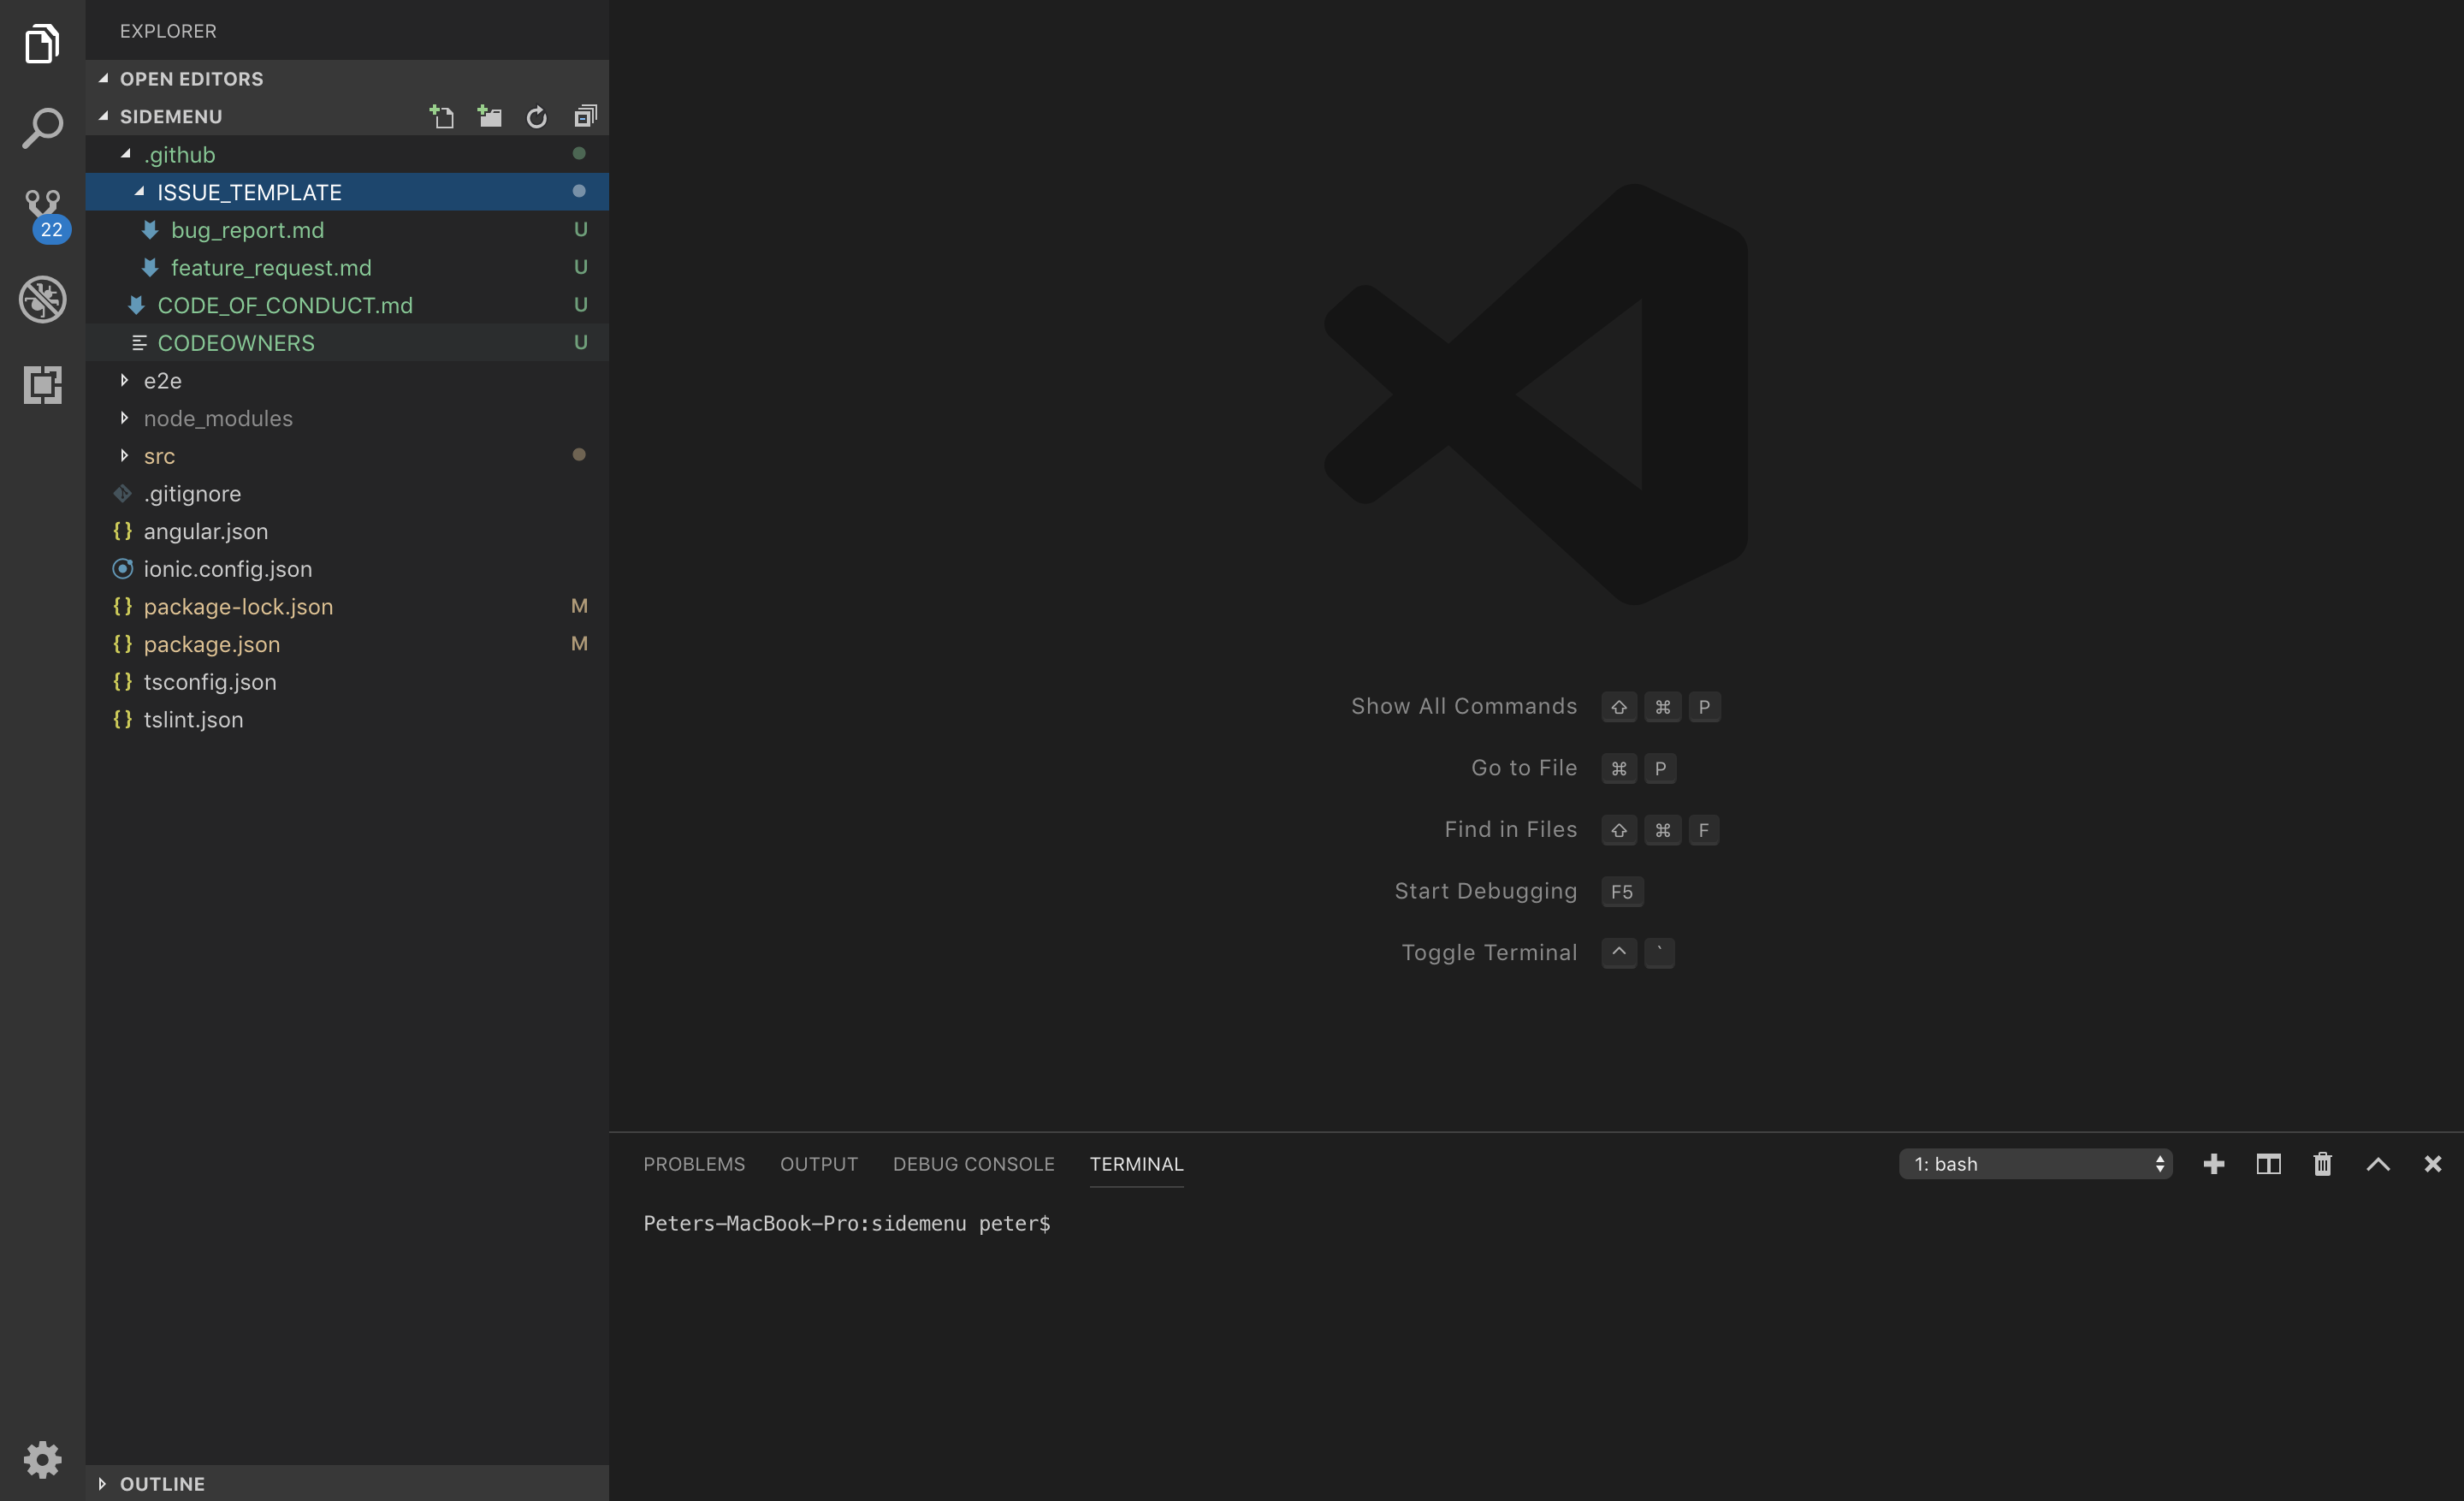 EXPLORER
OPEN EDITORS
SIDEMENU
.github
ISSUE_TEMPLATE
22
bug_report.md U
feature_request.md U
CODE_OF_CONDUCT.md U
CODEOWNERS U
e2e
node_modules
src
.gitignore
{} angular.json
ionic.config.json
{} package-lock.json M
{} package.json M
{} tsconfig.json
{} tslint.json
OUTLINE
Show All Commands ⇧ ⌘ P
Go to File ⌘ P
Find in Files ⇧ ⌘ F
Start Debugging F5
Toggle Terminal ^ `
PROBLEMS OUTPUT DEBUG CONSOLE TERMINAL 1: bash
Peters-MacBook-Pro:sidemenu peter$